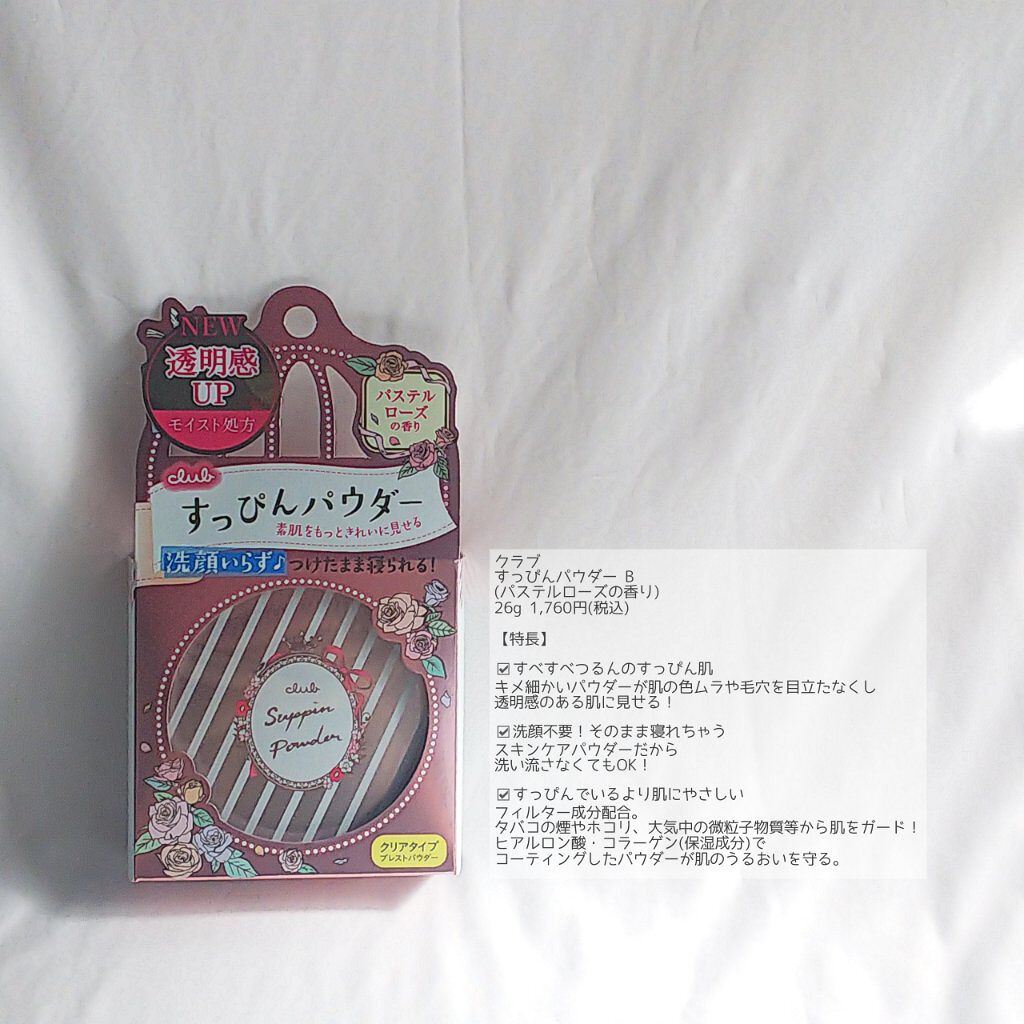 NEW
透明感
UP
モイスト処方
パステル
ローズ
の香り
club
すっぴんパウダー
素肌をもっときれいに見せる
洗顔いらず♪つけたまま寝られる!
club
Suppin
Powder
クリアタイプ
プレストパウダー
クラブ
すっぴんパウダー B
(パステルローズの香り)
26g 1,760円(税込)
【特長】
☑すべすべつるんのすっぴん肌
キメ細かいパウダーが肌の色ムラや毛穴を目立たなくし
透明感のある肌に見せる！
☑洗顔不要！そのまま寝れちゃう
スキンケアパウダーだから
洗い流さなくてもOK！
☑すっぴんでいるより肌にやさしい
フィルター成分配合。
タバコの煙やホコリ、大気中の微粒子物質等から肌をガード！
ヒアルロン酸・コラーゲン(保湿成分)で
コーティングしたパウダーが肌のうるおいを守る。